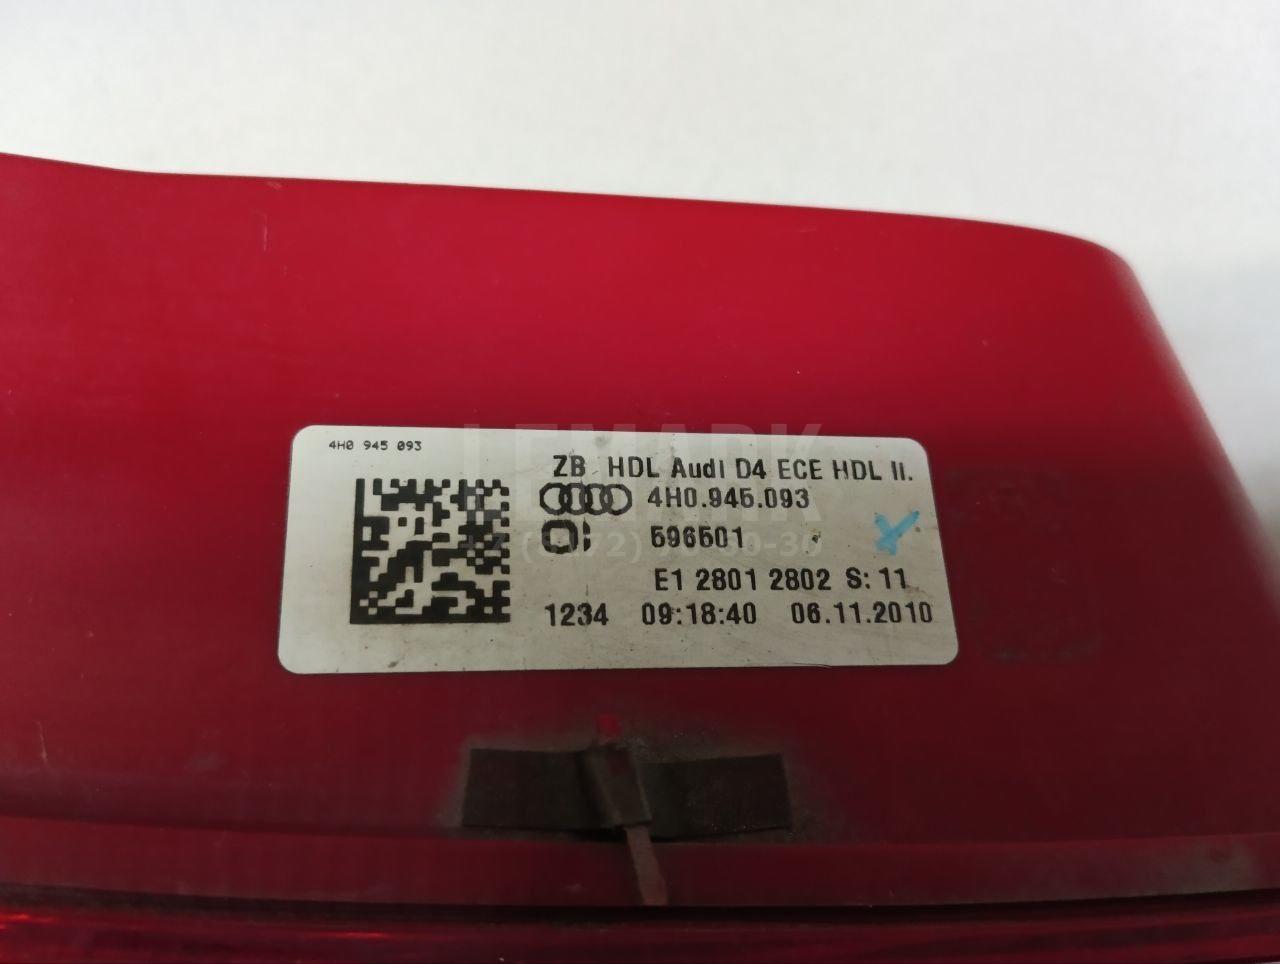 4H0 945 093
ZB HDL Audi D4 ECE HDL II.
4H0.945.093
596501
E1 2801 2802 S: 11
1234 09:18:40 06.11.2010
LEMARK